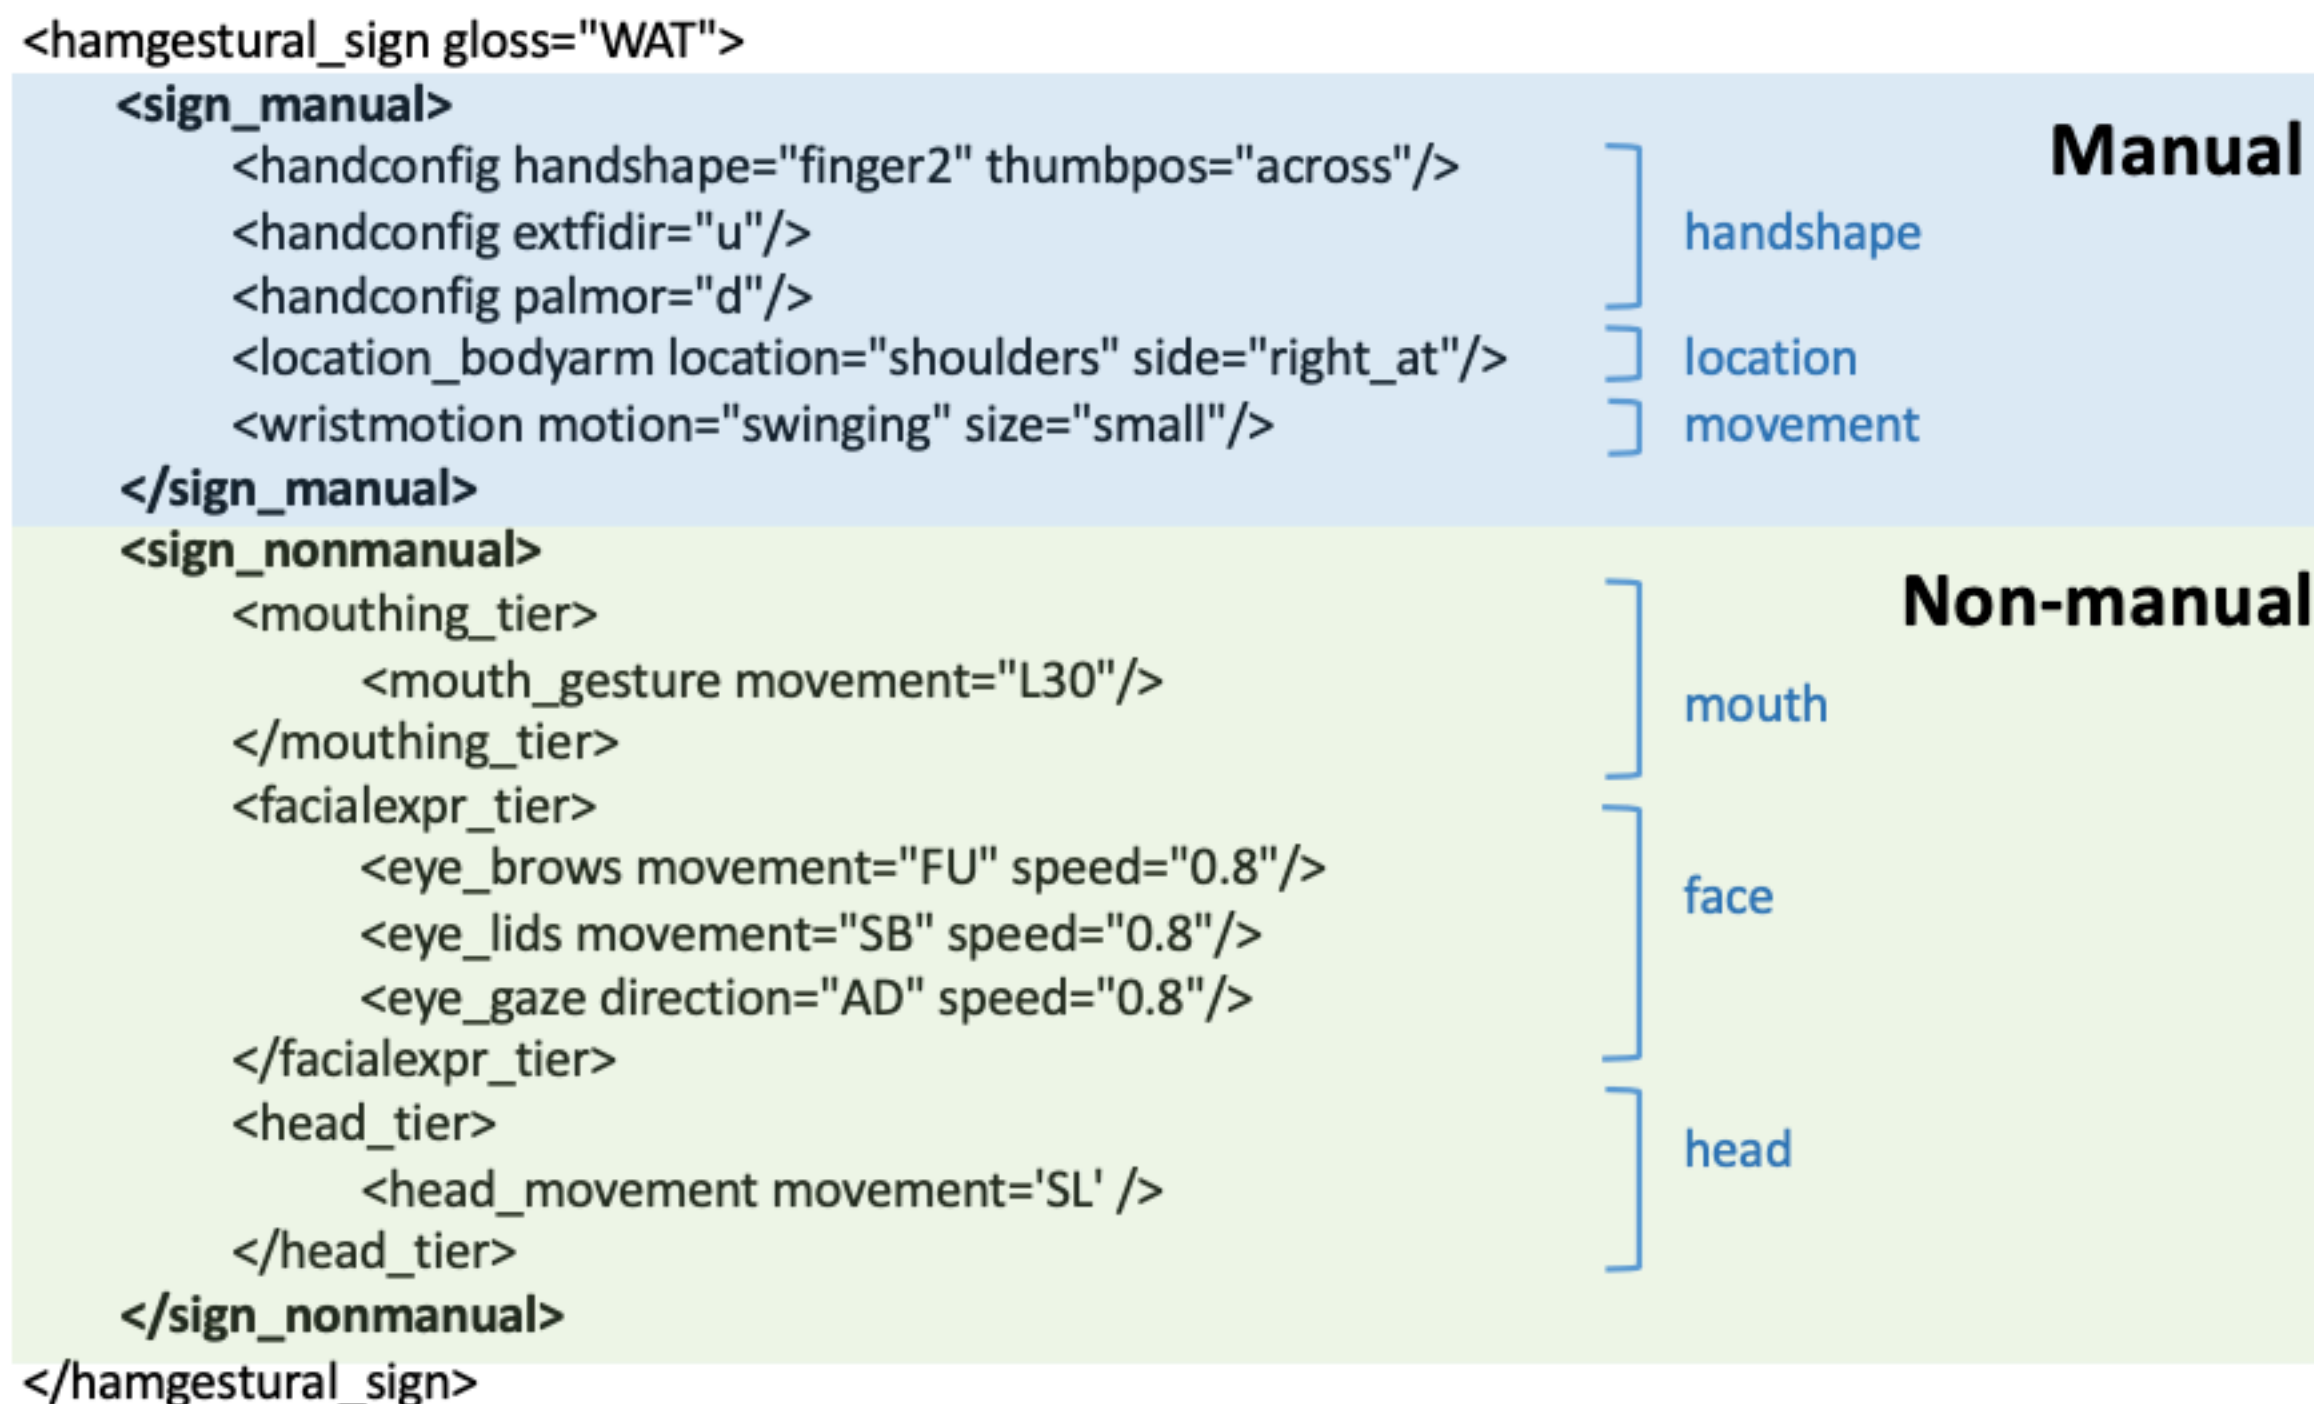 <hamgestural_sign gloss="WAT">
<sign_manual>
Manual
<handconfig handshape="finger2" thumbpos="across"/>
<handconfig extfidir="u"/>
handshape
<handconfig palmor="d"/>
<location_bodyarm location="shoulders" side="right_at"/>
location
<wristmotion motion="swinging" size="small"/>
movement
</sign_manual>
<sign_nonmanual>
Non-manual
<mouthing_tier>
<mouth_gesture movement="L30"/>
mouth
</mouthing_tier>
<facialexpr_tier>
<eye_brows movement="FU" speed="0.8"/>
face
<eye_lids movement="SB" speed="0.8"/>
<eye_gaze direction="AD" speed="0.8"/>
</facialexpr_tier>
<head_tier>
head
<head_movement movement='SL' />
</head_tier>
</sign_nonmanual>
</hamgestural_sign>